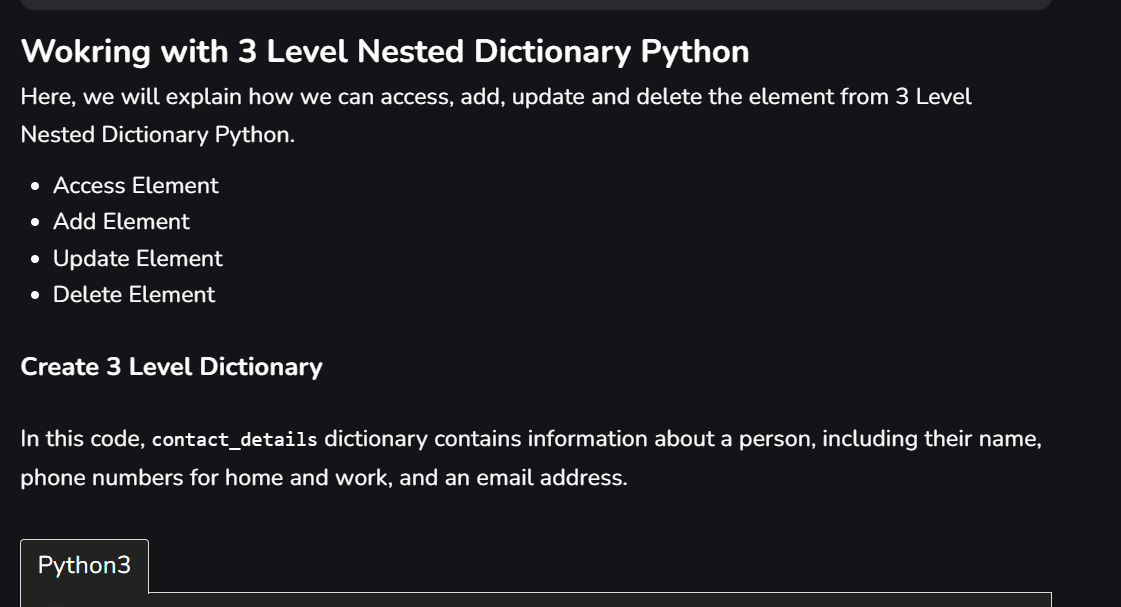 Wokring with 3 Level Nested Dictionary Python
Here, we will explain how we can access, add, update and delete the element from 3 Level
Nested Dictionary Python.
• Access Element
• Add Element
• Update Element
• Delete Element
Create 3 Level Dictionary
In this code, contact_details dictionary contains information about a person, including their name,
phone numbers for home and work, and an email address.
Python3